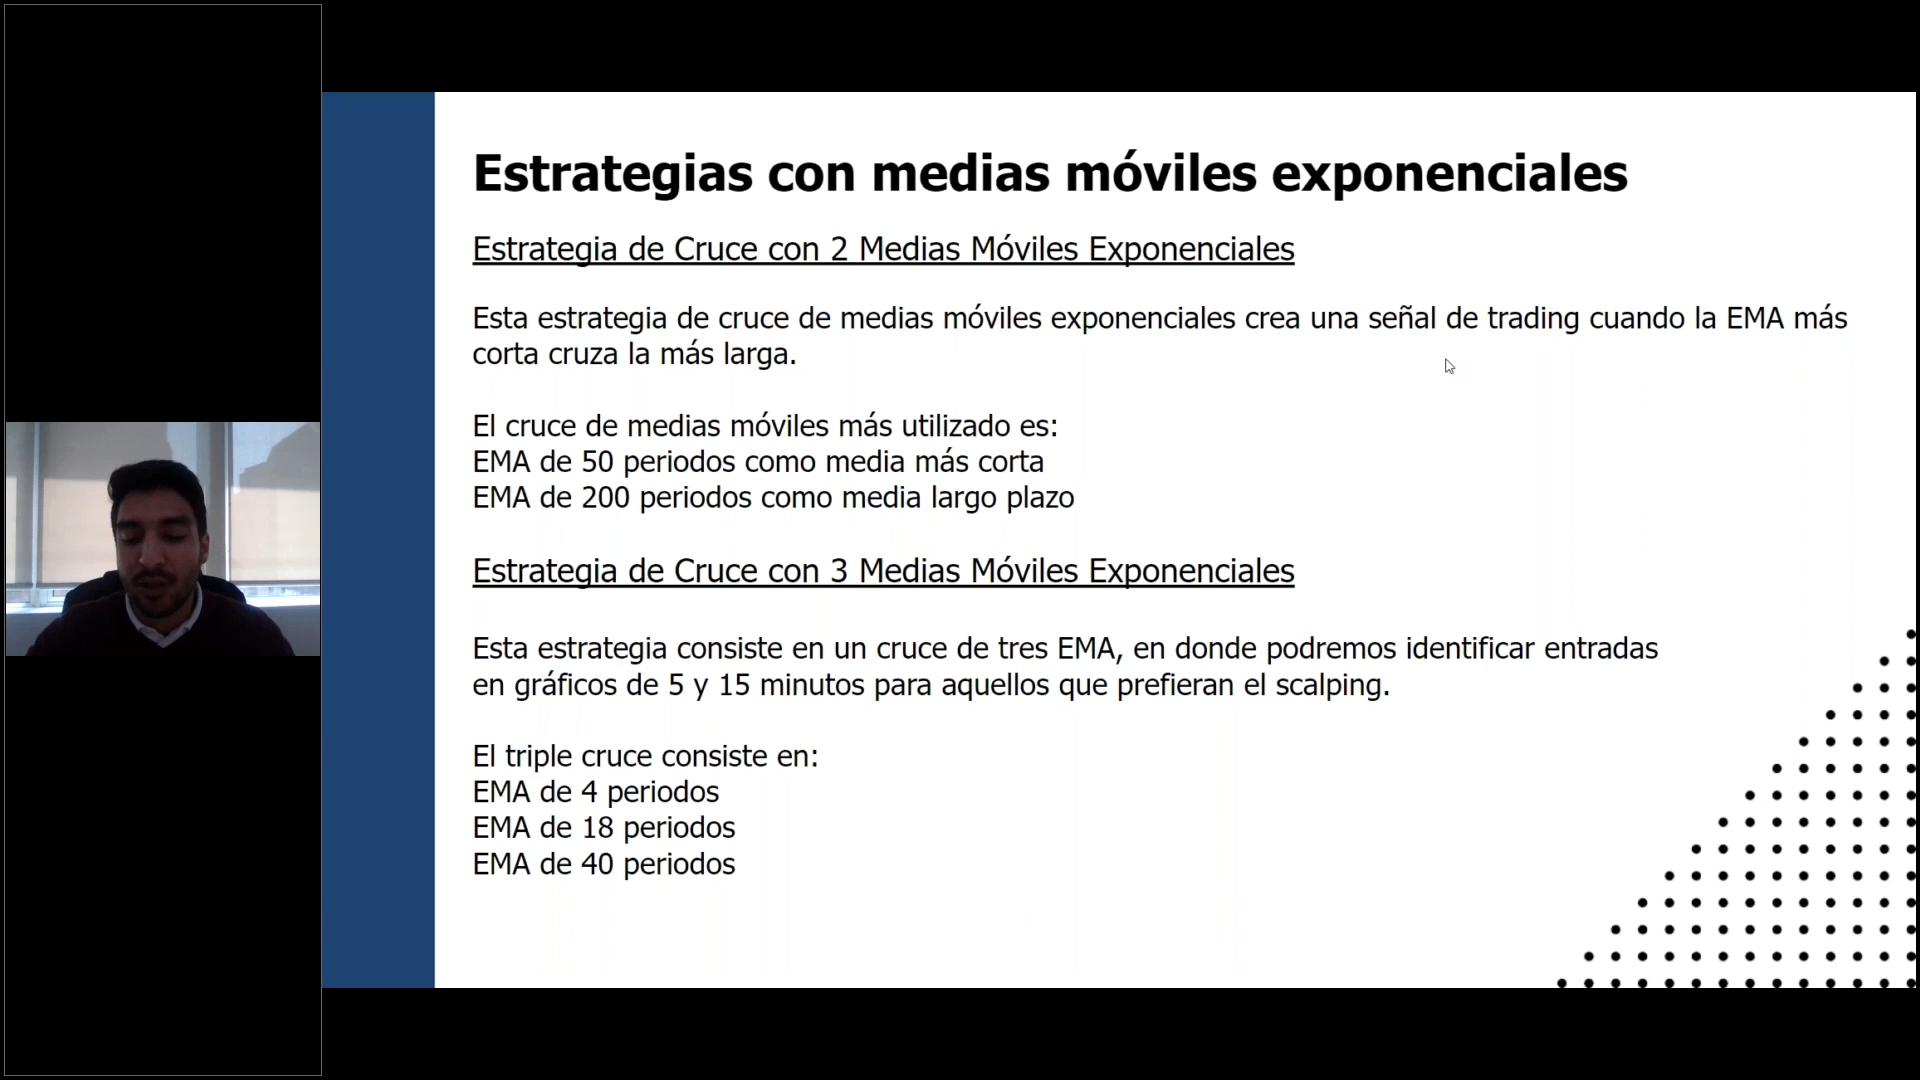 Estrategias con medias móviles exponenciales
Estrategia de Cruce con 2 Medias Móviles Exponenciales
Esta estrategia de cruce de medias móviles exponenciales crea una señal de trading cuando la EMA más
corta cruza la más larga.
El cruce de medias móviles más utilizado es:
EMA de 50 periodos como media más corta
EMA de 200 periodos como media largo plazo
Estrategia de Cruce con 3 Medias Móviles Exponenciales
Esta estrategia consiste en un cruce de tres EMA, en donde podremos identificar entradas
en gráficos de 5 y 15 minutos para aquellos que prefieran el scalping.
El triple cruce consiste en:
EMA de 4 periodos
EMA de 18 periodos
EMA de 40 periodos